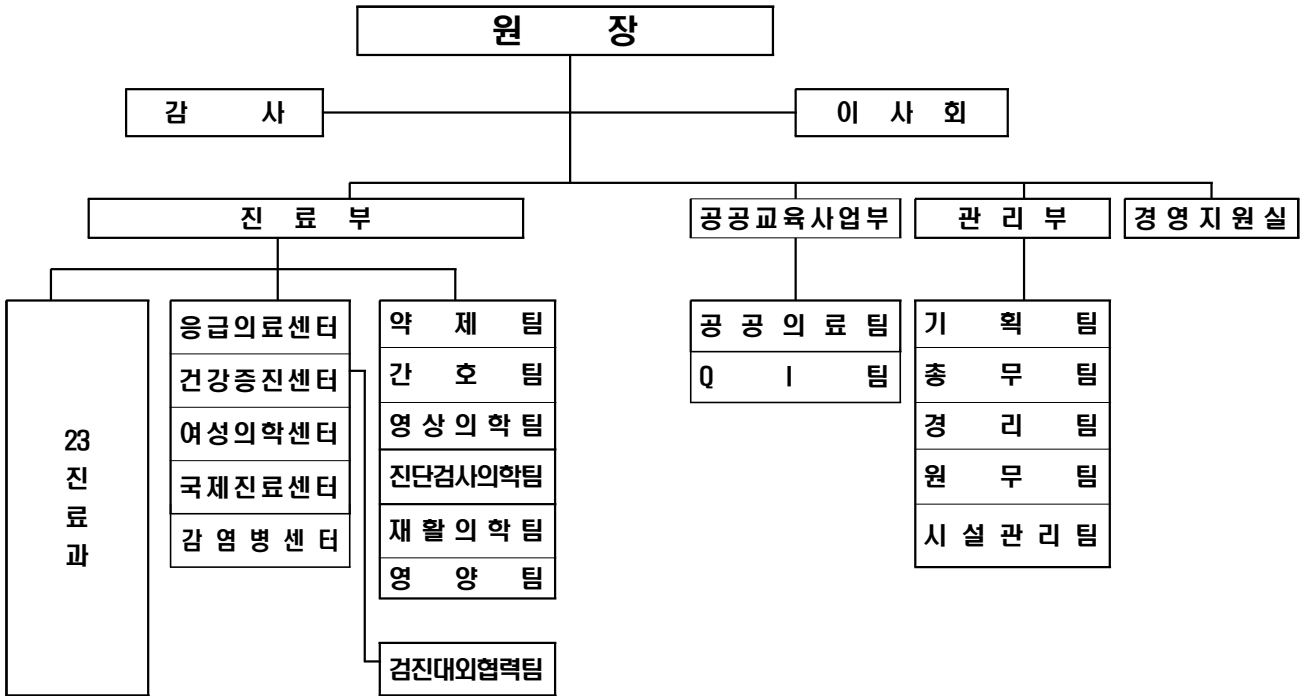 원 장
감 사
이 사 회
진 료 부
공공교육사업부
관 리 부
경영지원실
23
진
료
과
응급의료센터
건강증진센터
여성의학센터
국제진료센터
감염병센터
약 제 팀
간 호 팀
영상의학팀
진단검사의학팀
재활의학팀
영 양 팀
검진대외협력팀
공공의료팀
Q I 팀
기 획 팀
총 무 팀
경 리 팀
원 무 팀
시설관리팀